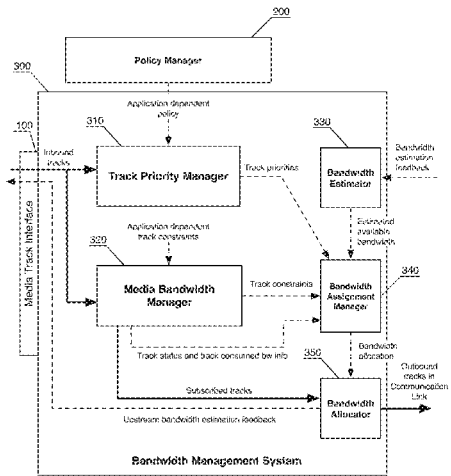 200
Policy Manager
300
Application dependent
policy
100
310
330
Inbound
tracks
Track Priority Manager
Track priorities
Bandwidth
Estimator
Bandwidth
estimation
feedback
Media Track Interface
Application dependent
track constraints
320
Estimated
available
bandwidth
Media Bandwidth
Manager
Track constraints
Bandwidth
Assignment
Manager
340
Track status and track consumed bw info
Bandwidth
allocation
350
Outbound
tracks in
Communication
Link
Subscribed tracks
Bandwidth
Allocator
Upstream bandwidth estimation feedback
Bandwidth Management System